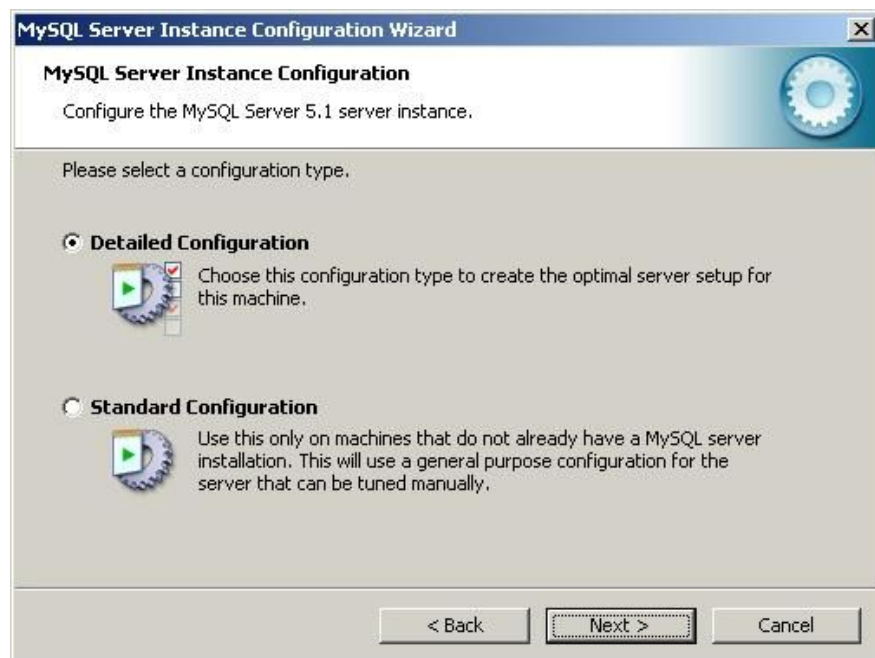 MySQL Server Instance Configuration Wizard
MySQL Server Instance Configuration
Configure the MySQL Server 5.1 server instance.
Please select a configuration type.
Detailed Configuration
Choose this configuration type to create the optimal server setup for
this machine.
Standard Configuration
Use this only on machines that do not already have a MySQL server
installation. This will use a general purpose configuration for the
server that can be tuned manually.
< Back Next > Cancel